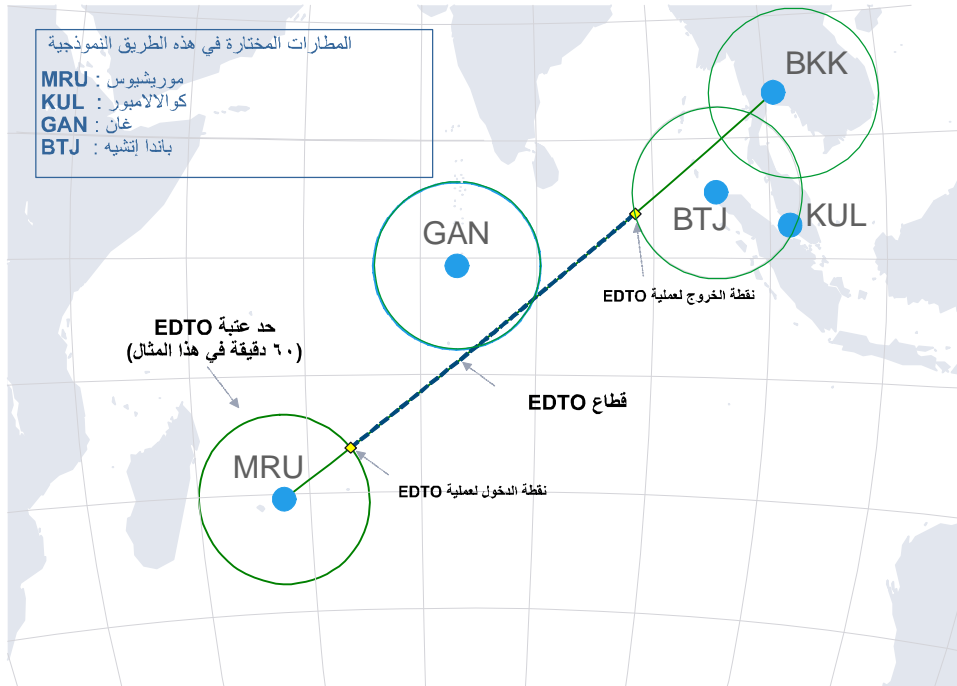 المطارات المختارة في هذه الطريق النموذجية
MRU : موريشيوس
KUL : كوالالامبور
GAN : غان
BTJ : باندا إتشيه
BKK
BTJ
KUL
GAN
نقطة الخروج لعملية EDTO
حد عتبة EDTO
(٦٠ دقيقة في هذا المثال)
قطاع EDTO
MRU
نقطة الدخول لعملية EDTO